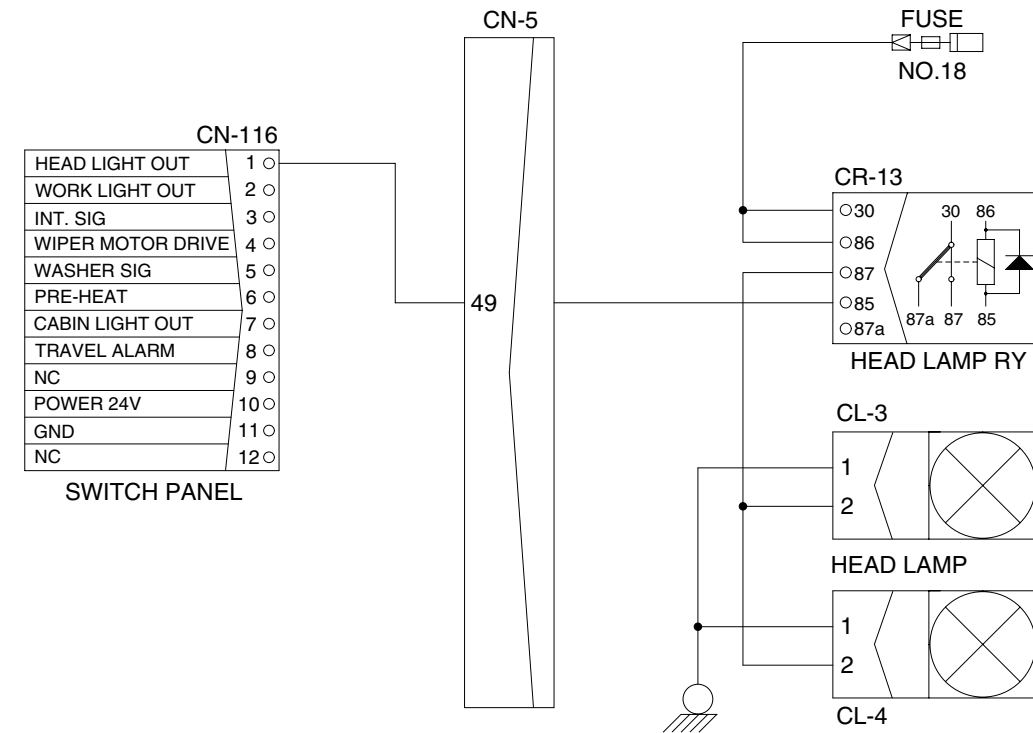 CN-5
FUSE
NO.18
CN-116
HEAD LIGHT OUT 1
WORK LIGHT OUT 2
INT. SIG 3
WIPER MOTOR DRIVE 4
WASHER SIG 5
PRE-HEAT 6
CABIN LIGHT OUT 7
TRAVEL ALARM 8
NC 9
POWER 24V 10
GND 11
NC 12
SWITCH PANEL
49
CR-13
30
86
87
85
87a
30 86
87a 87 85
HEAD LAMP RY
CL-3
1
2
HEAD LAMP
1
2
CL-4